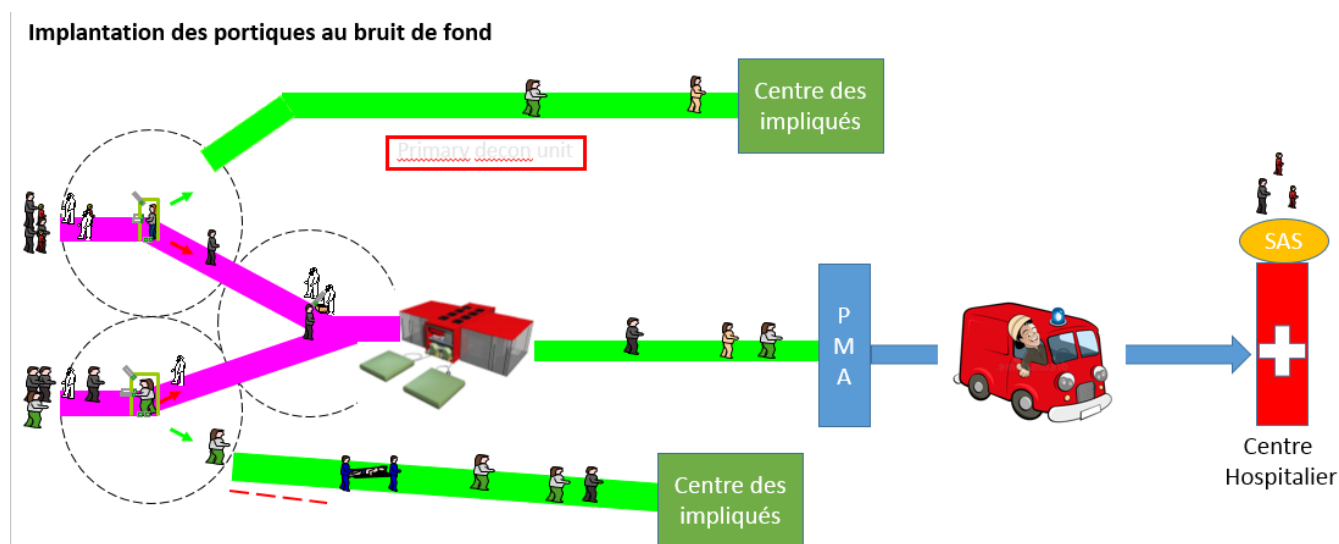 Implantation des portiques au bruit de fond
Centre des
impliqués
Primary decon unit
SAS
P
M
A
Centre
Hospitalier
Centre des
impliqués